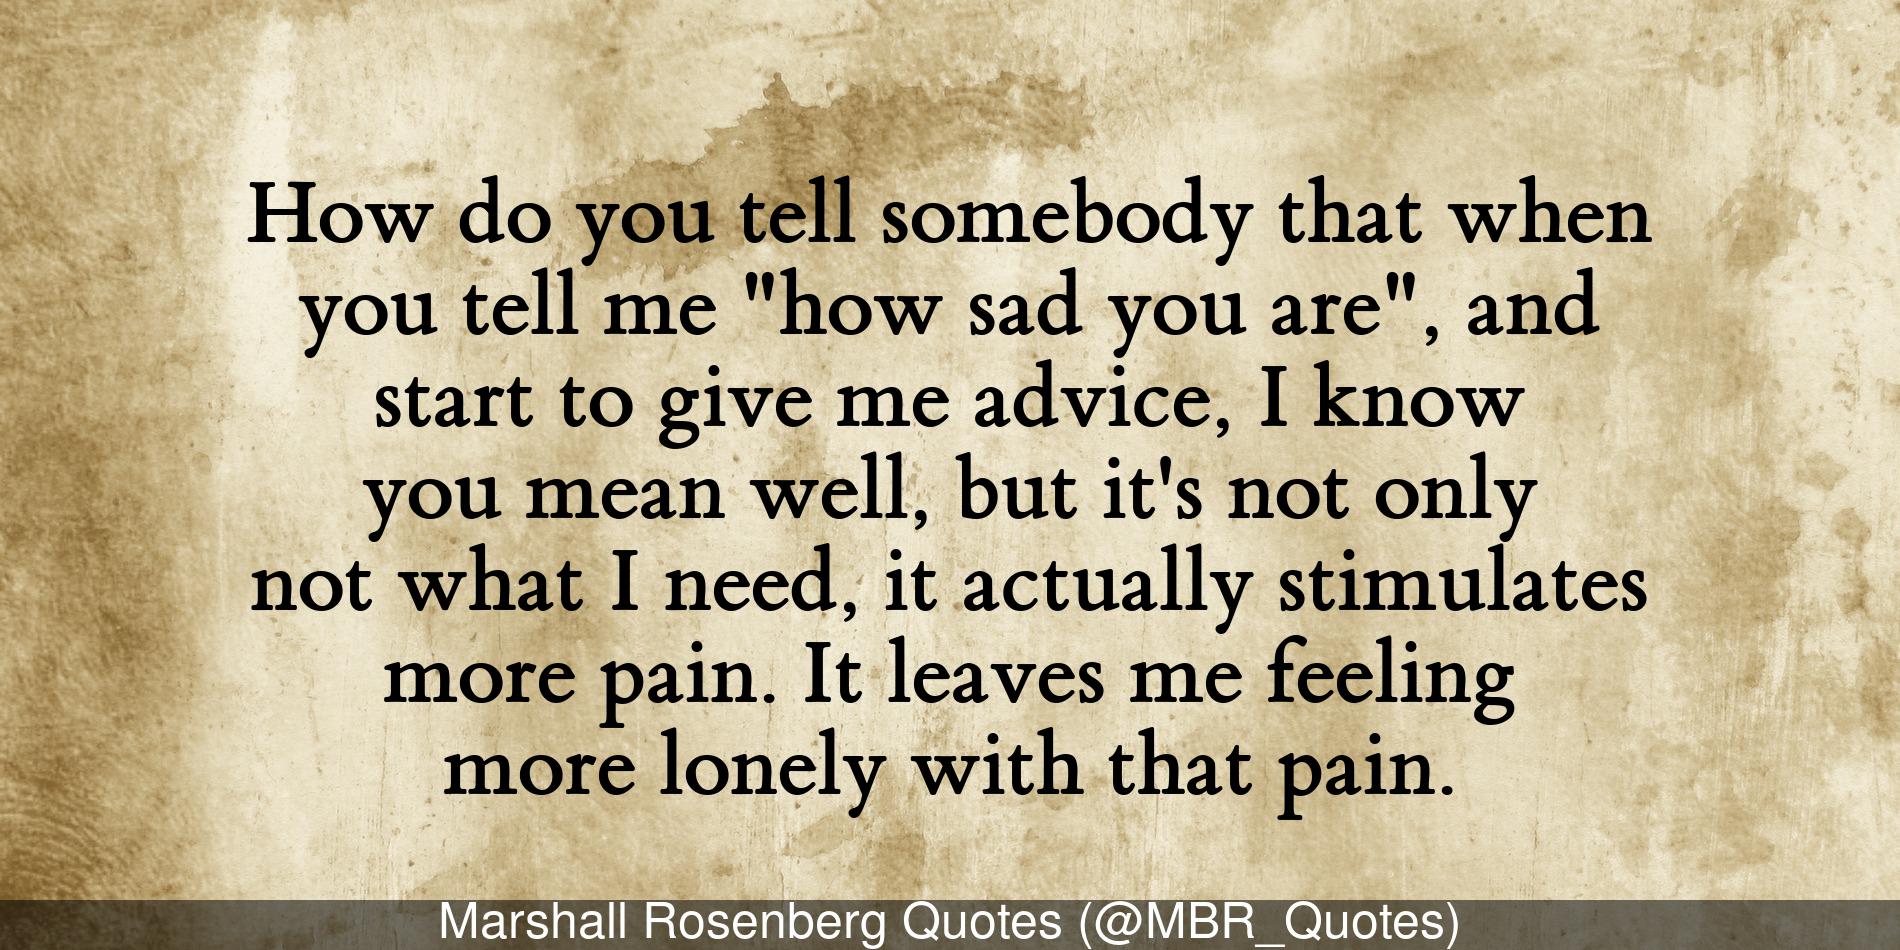 How do you tell somebody that when
you tell me "how sad you are", and
start to give me advice, I know
you mean well, but it's not only
not what I need, it actually stimulates
more pain. It leaves me feeling
more lonely with that pain.
Marshall Rosenberg Quotes (@MBR_Quotes)